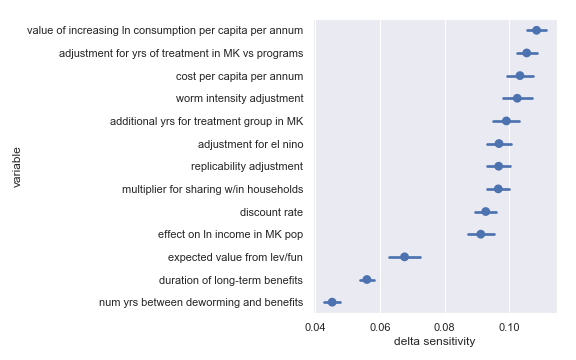 value of increasing ln consumption per capita per annum
adjustment for yrs of treatment in MK vs programs
cost per capita per annum
worm intensity adjustment
additional yrs for treatment group in MK
adjustment for el nino
replicability adjustment
multiplier for sharing w/in households
discount rate
effect on ln income in MK pop
expected value from lev/fun
duration of long-term benefits
num yrs between deworming and benefits
variable
0.04 0.06 0.08 0.10
delta sensitivity